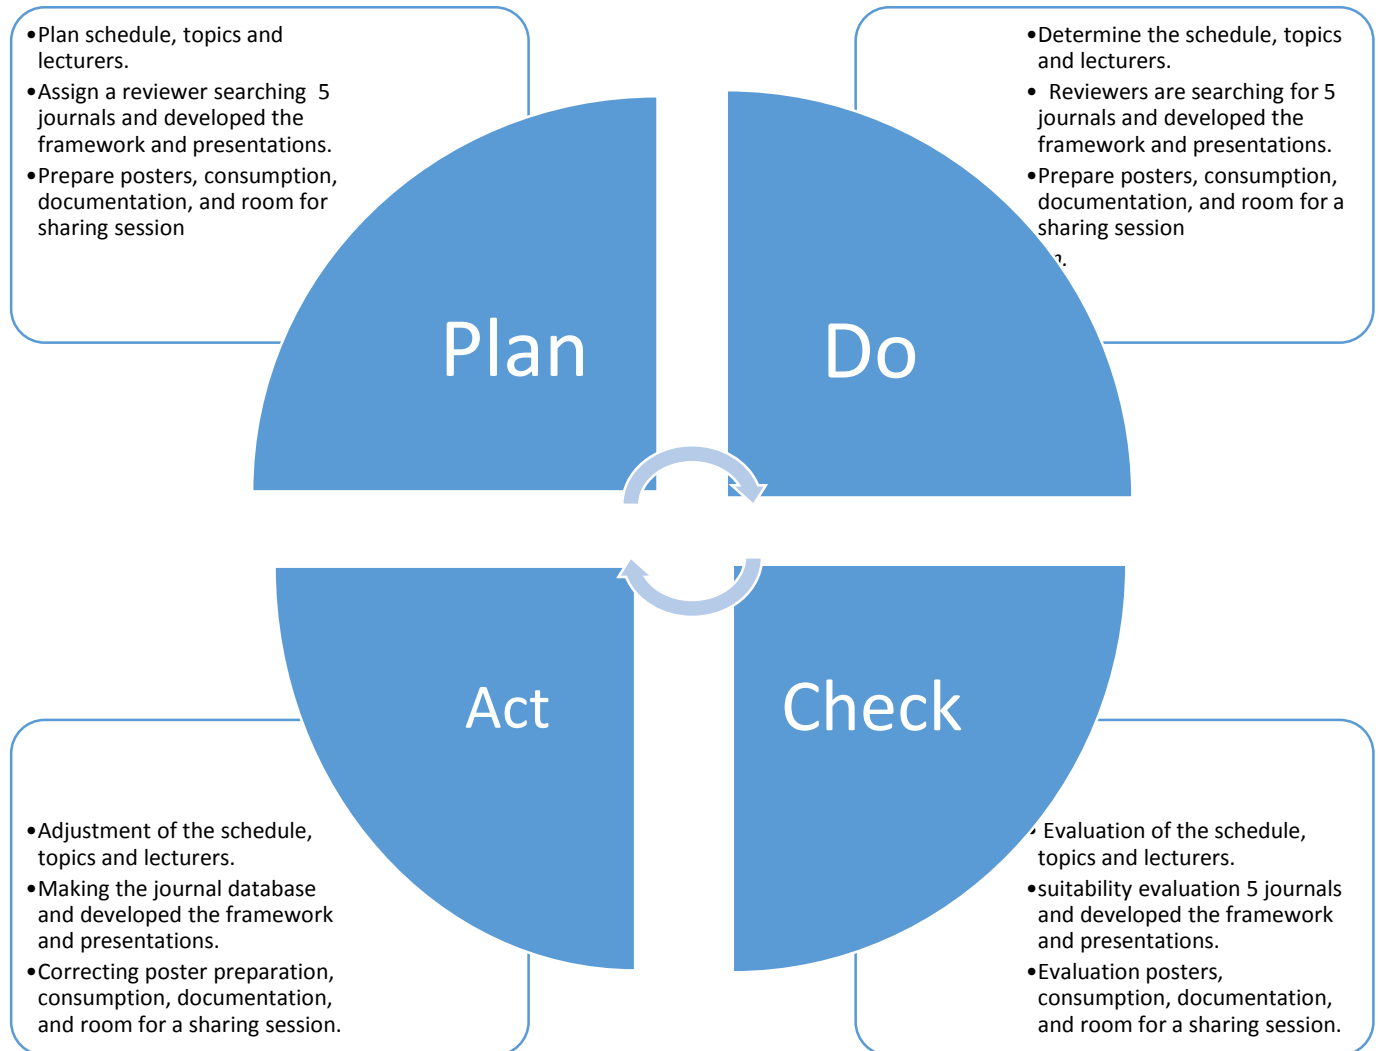 •Plan schedule, topics and
lecturers.
•Assign a reviewer searching 5
journals and developed the
framework and presentations.
•Prepare posters, consumption,
documentation, and room for
sharing session
Plan
•Determine the schedule, topics
and lecturers.
• Reviewers are searching for 5
journals and developed the
framework and presentations.
•Prepare posters, consumption,
documentation, and room for a
sharing session
n.
Do
Act
•Adjustment of the schedule,
topics and lecturers.
•Making the journal database
and developed the framework
and presentations.
•Correcting poster preparation,
consumption, documentation,
and room for a sharing session.
Check
• Evaluation of the schedule,
topics and lecturers.
•suitability evaluation 5 journals
and developed the framework
and presentations.
•Evaluation posters,
consumption, documentation,
and room for a sharing session.